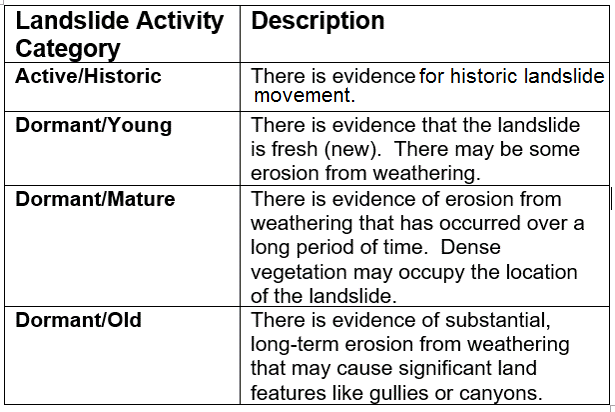 Landslide Activity Category
Description
Active/Historic
There is evidence for historic landslide
movement.
Dormant/Young
There is evidence that the landslide
is fresh (new).  There may be some
erosion from weathering.
Dormant/Mature
There is evidence of erosion from
weathering that has occurred over a
long period of time.  Dense
vegetation may occupy the location
of the landslide.
Dormant/Old
There is evidence of substantial,
long-term erosion from weathering
that may cause significant land
features like gullies or canyons.